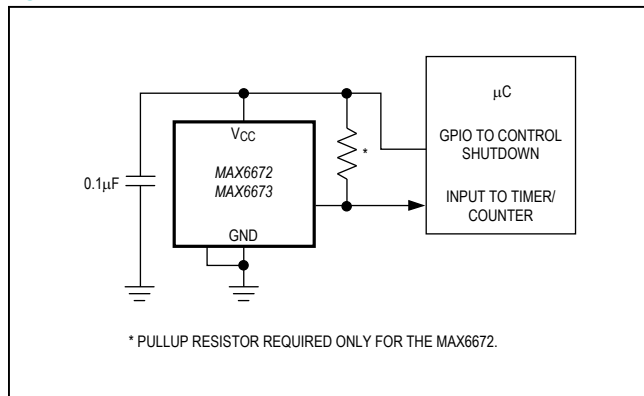 μC
VCC
GPIO TO CONTROL
SHUTDOWN
*
MAX6672
MAX6673
0.1μF
INPUT TO TIMER/
COUNTER
GND
* PULLUP RESISTOR REQUIRED ONLY FOR THE MAX6672.